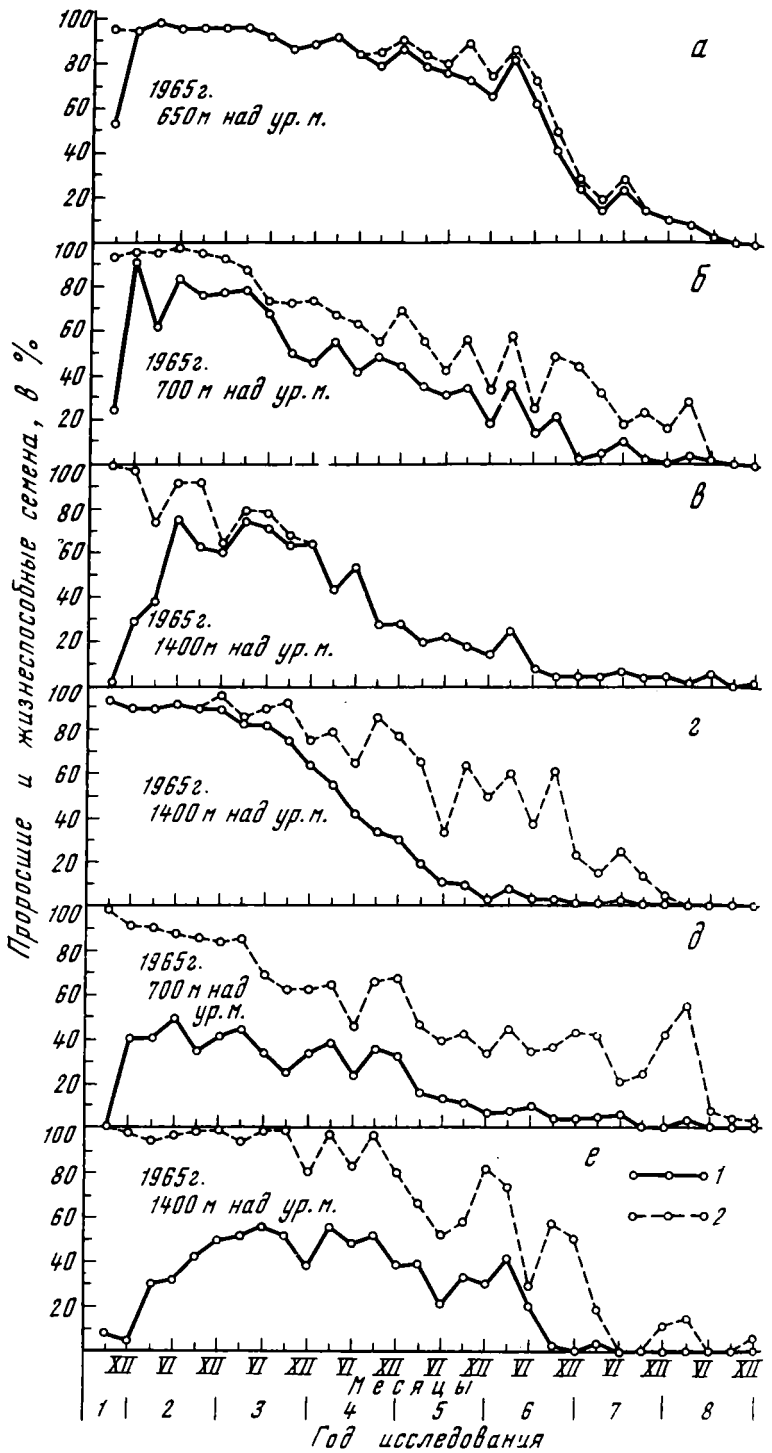 Проросшие и жизнеспособные семена, в %
100
80
60
40
20
а
1965г.
650м над ур. м.
100
80
60
40
20
б
1965г.
700 м над ур. м.
100
80
60
40
20
в
1965г.
1400м над ур. м.
100
80
60
40
20
г
1965г.
1400 м над ур. м.
100
80
60
40
20
д
1965г.
700 м над
ур. м.
100
80
60
40
20
е
1965г.
1400 м над ур. м.
1
2
XII VI XII VI XII VI XII VI XII VI XII VI XII VI XII
Месяцы
1 | 2 | 3 | 4 | 5 | 6 | 7 | 8 |
Год исследования